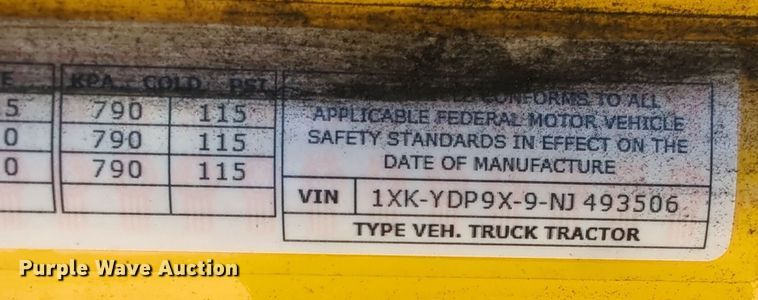 E KPA COLD PSI
5 790 115
0 790 115
0 790 115
CONFORMS TO ALL
APPLICABLE FEDERAL MOTOR VEHICLE
SAFETY STANDARDS IN EFFECT ON THE
DATE OF MANUFACTURE
VIN 1XK-YDP9X-9-NJ 493506
TYPE VEH. TRUCK TRACTOR
Purple Wave Auction